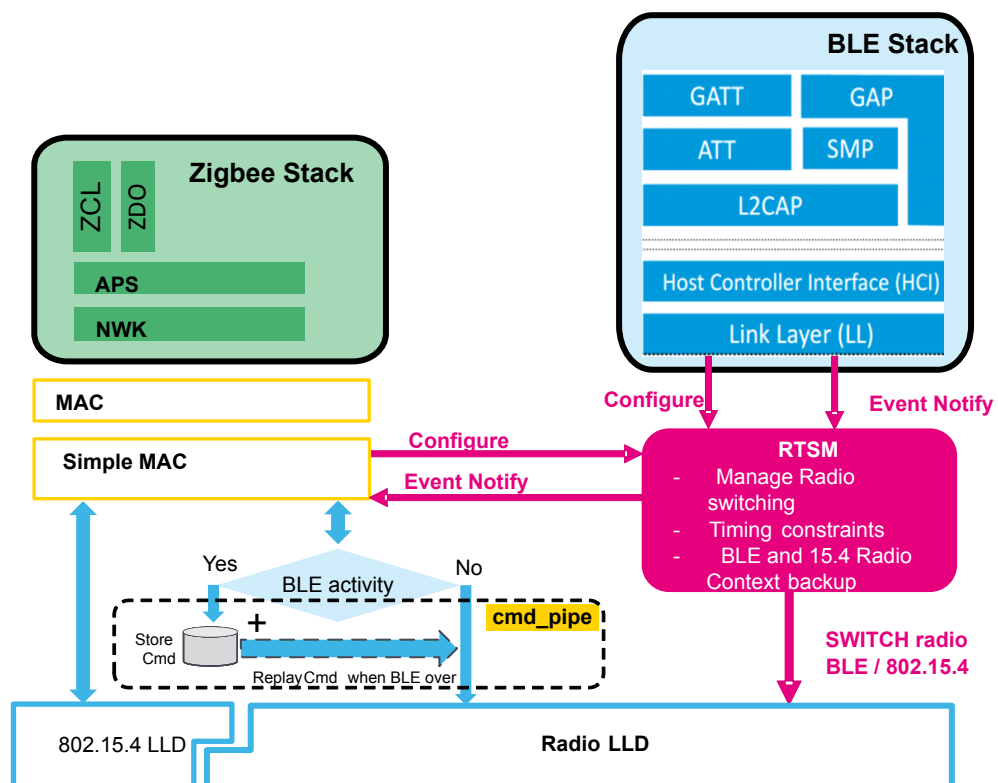 BLE Stack
GATT
GAP
ATT
SMP
L2CAP
Host Controller Interface (HCI)
Link Layer (LL)
Zigbee Stack
ZCL
ZDO
APS
NWK
MAC
Simple MAC
Configure
Event Notify
Configure
Event Notify
RTSM
- Manage Radio
switching
- Timing constraints
- BLE and 15.4 Radio
Context backup
Yes
No
BLE activity
cmd_pipe
+
Store
Cmd
ReplayCmd when BLE over
SWITCH radio
BLE / 802.15.4
802.15.4 LLD
Radio LLD